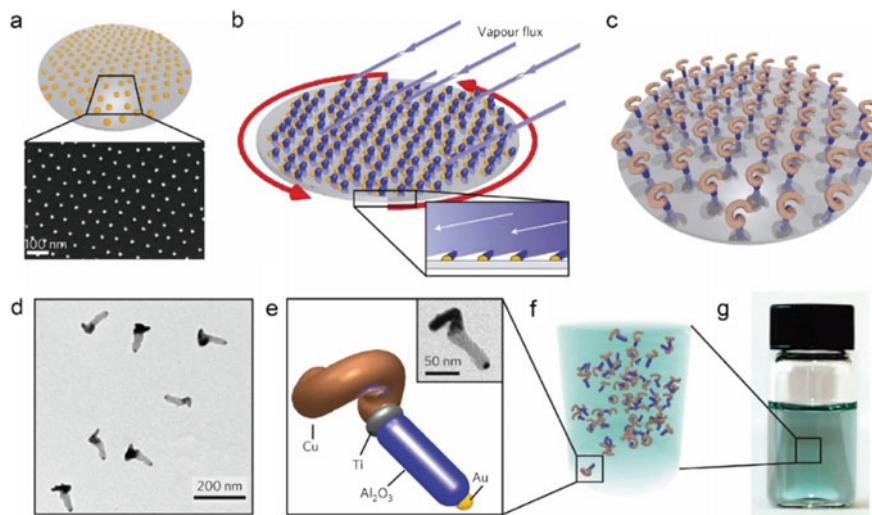 a
b
Vapour flux
c
100 nm
d
200 nm
e
50 nm
Cu
Ti
Al₂O₃
Au
f
g